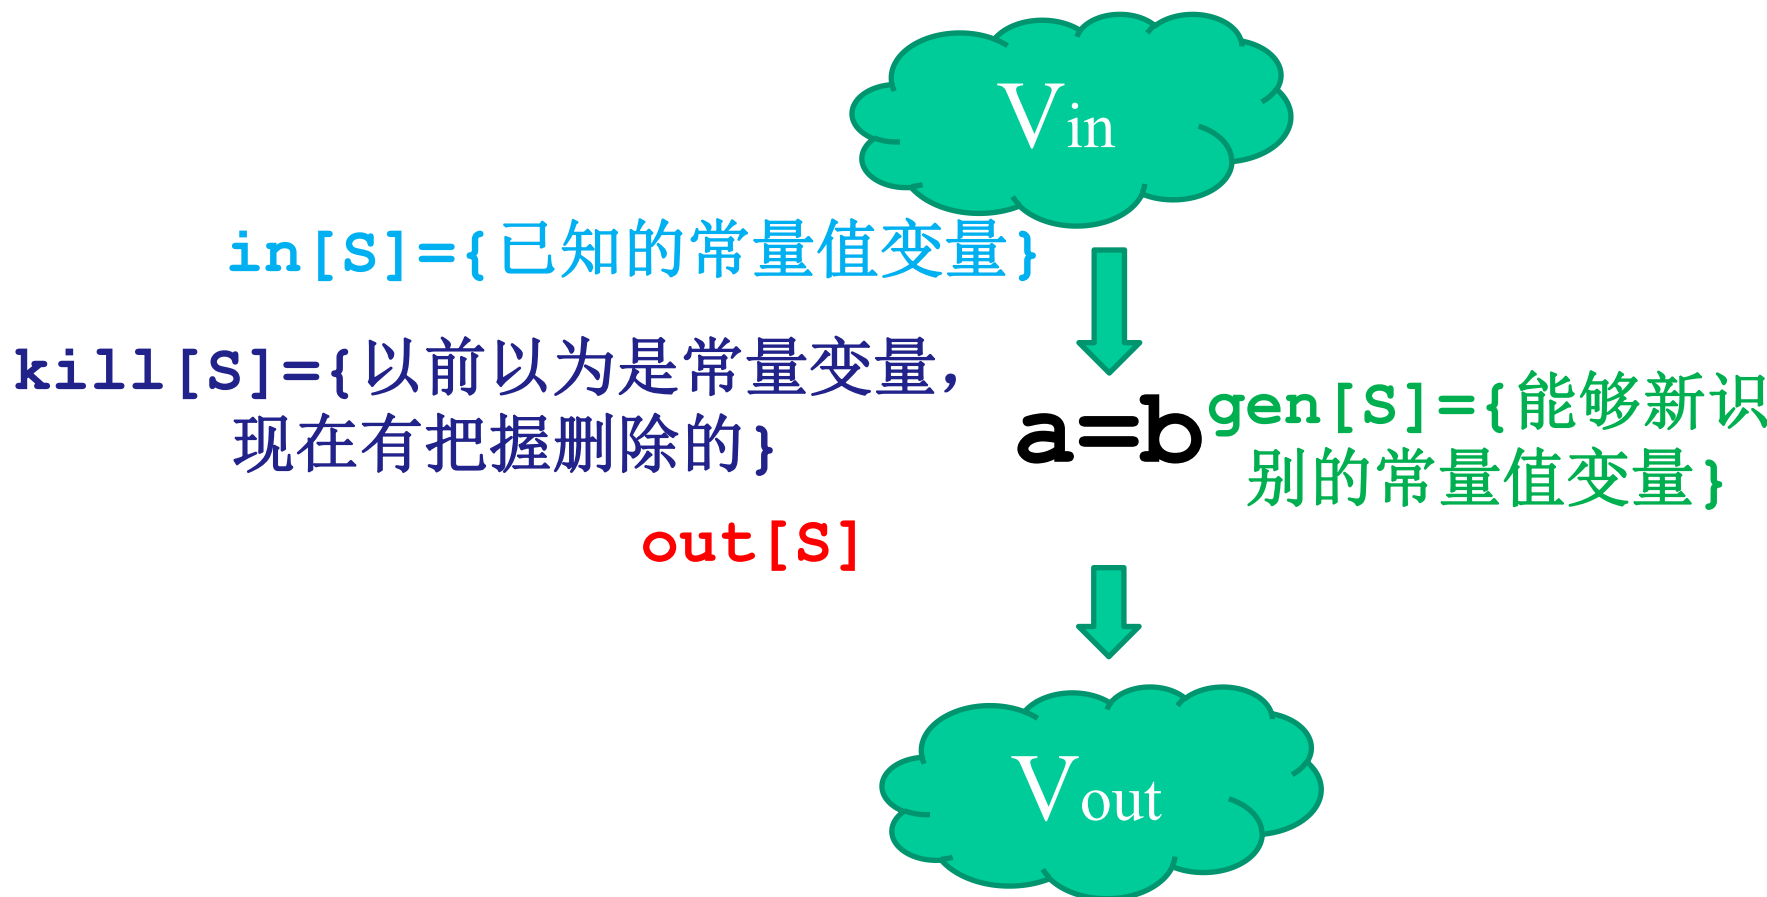 Vin
in[S]={已知的常量值变量}
kill[S]={以前以为是常量变量，
现在有把握删除的}
a=b
gen[S]={能够新识
别的常量值变量}
out[S]
Vout